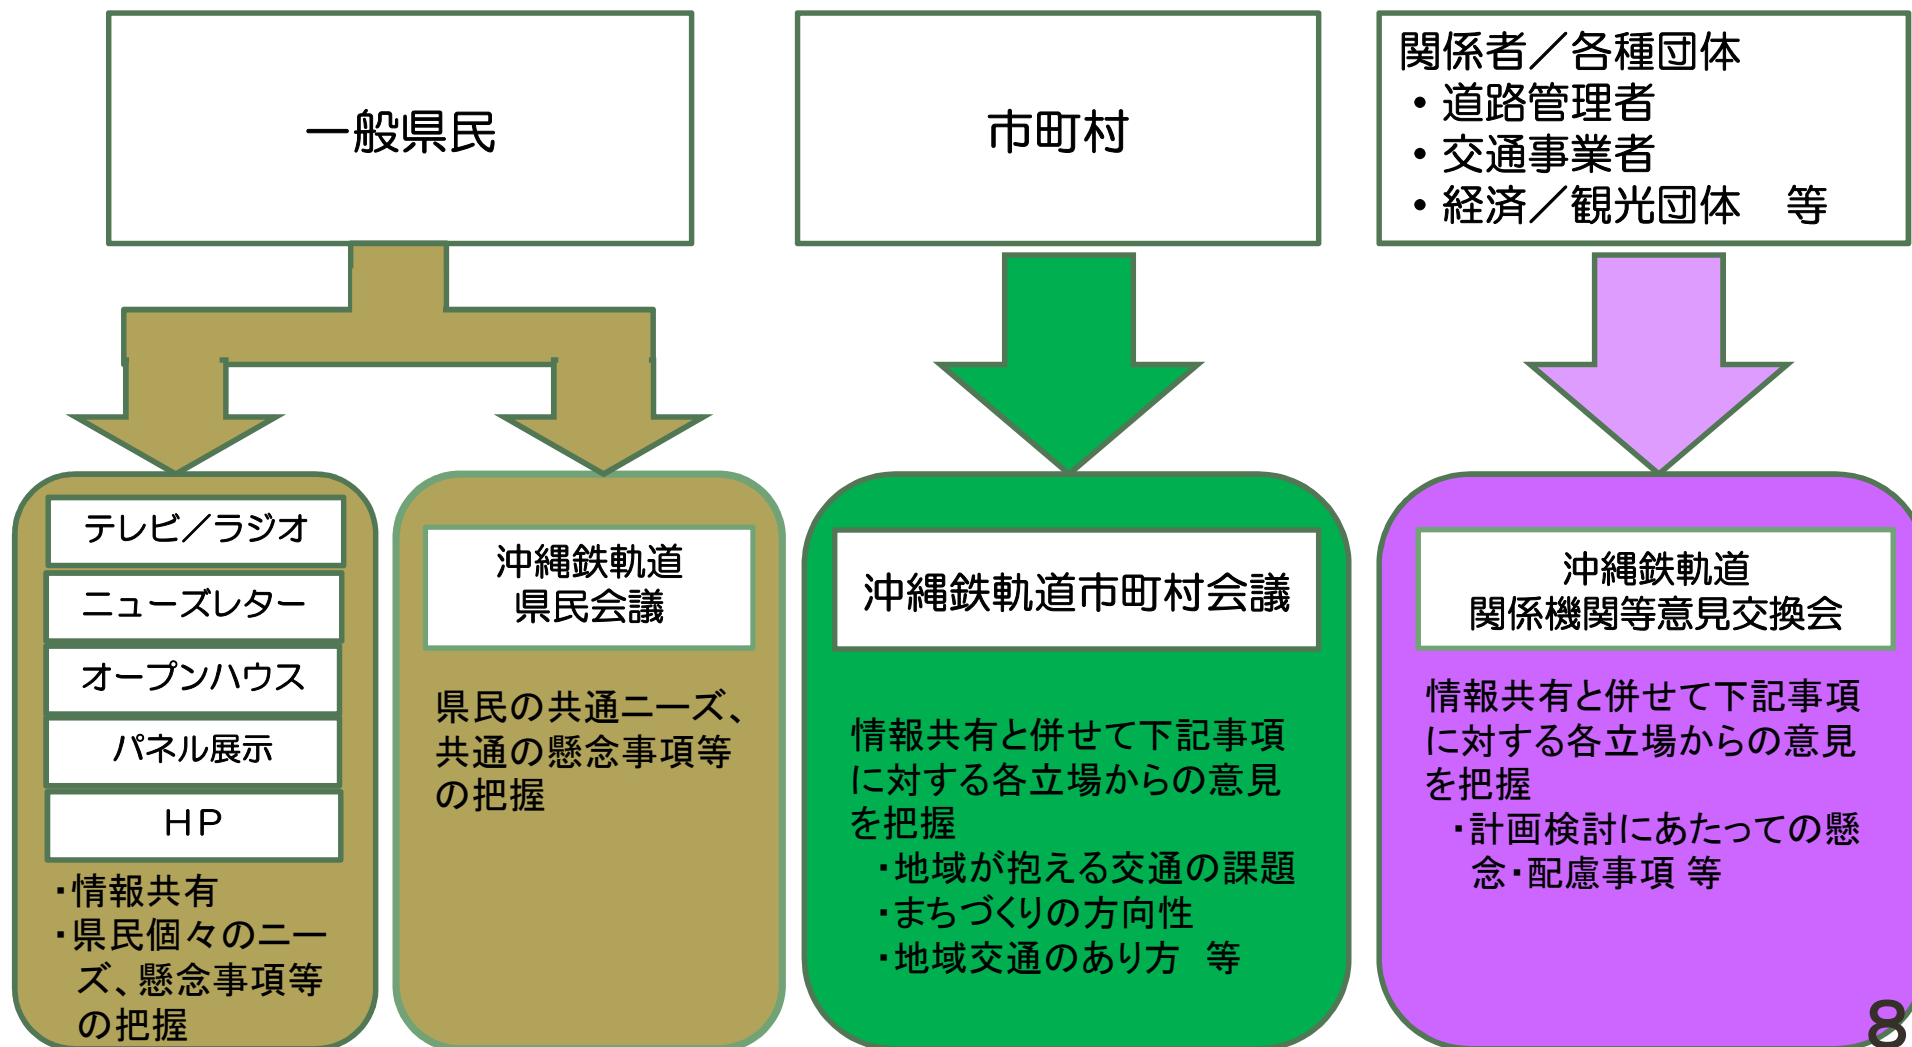 一般県民
市町村
関係者／各種団体
・道路管理者
・交通事業者
・経済／観光団体　等
テレビ／ラジオ
ニューズレター
オープンハウス
パネル展示
ＨＰ
・情報共有
・県民個々のニー
ズ、懸念事項等
の把握
沖縄鉄軌道
県民会議
県民の共通ニーズ、
共通の懸念事項等
の把握
沖縄鉄軌道市町村会議
情報共有と併せて下記事項
に対する各立場からの意見
を把握
・地域が抱える交通の課題
・まちづくりの方向性
・地域交通のあり方　等
沖縄鉄軌道
関係機関等意見交換会
情報共有と併せて下記事項
に対する各立場からの意見
を把握
・計画検討にあたっての懸
念・配慮事項 等
8